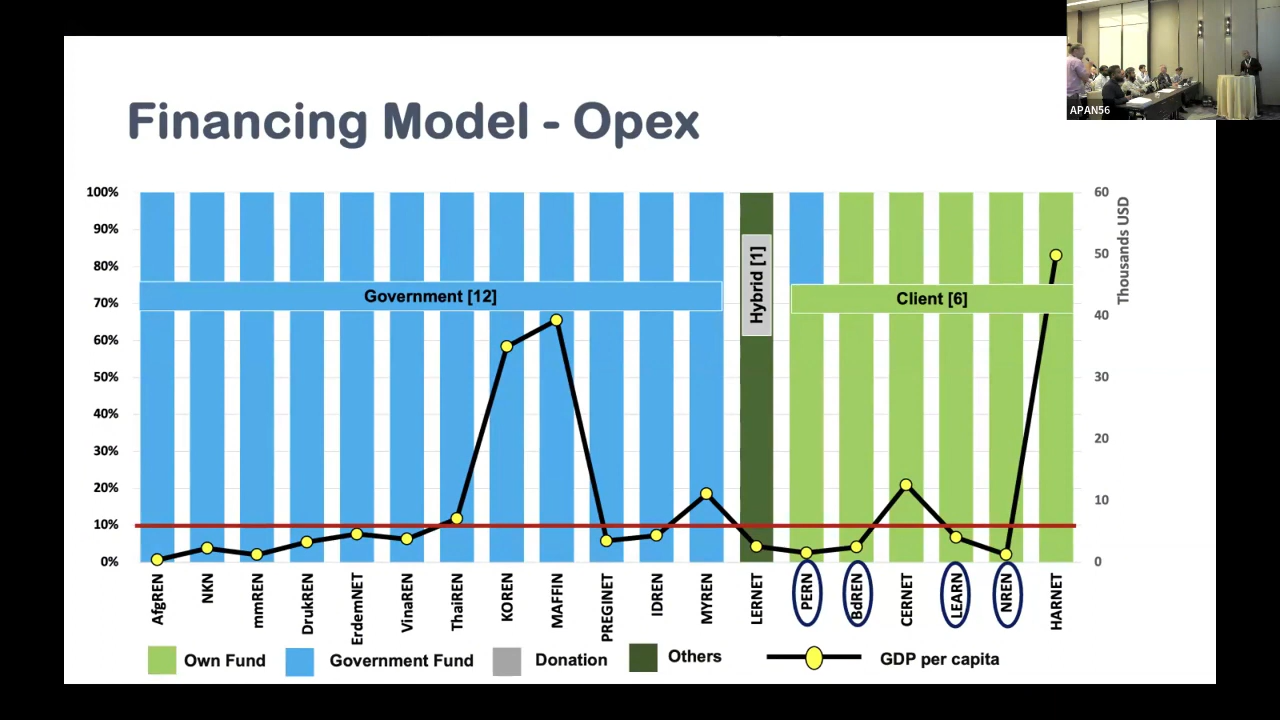 APAN56
Financing Model - Opex
100%
90%
80%
70%
60%
50%
40%
30%
20%
10%
0%
60
50
40
30
20
10
0
Thousands USD
Government [12]
Hybrid [1]
Client [6]
AfgREN
NKN
mmREN
DrukREN
ErdemNET
VinaREN
ThaiREN
KOREN
MAFFIN
PREGINET
IDREN
MYREN
LERNET
PERN
BdREN
CERNET
LEARN
NREN
HARNET
Own Fund
Government Fund
Donation
Others
GDP per capita